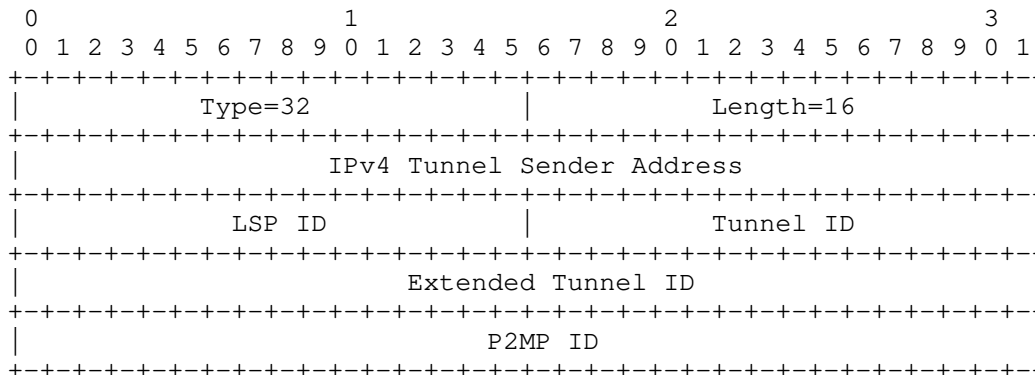 0 1 2 3
0 1 2 3 4 5 6 7 8 9 0 1 2 3 4 5 6 7 8 9 0 1 2 3 4 5 6 7 8 9 0 1
+-+-+-+-+-+-+-+-+-+-+-+-+-+-+-+-+-+-+-+-+-+-+-+-+-+-+-+-+-+-+-+-
| Type=32 | Length=16
+-+-+-+-+-+-+-+-+-+-+-+-+-+-+-+-+-+-+-+-+-+-+-+-+-+-+-+-+-+-+-+-
| IPv4 Tunnel Sender Address
+-+-+-+-+-+-+-+-+-+-+-+-+-+-+-+-+-+-+-+-+-+-+-+-+-+-+-+-+-+-+-+-
| LSP ID | Tunnel ID
+-+-+-+-+-+-+-+-+-+-+-+-+-+-+-+-+-+-+-+-+-+-+-+-+-+-+-+-+-+-+-+-
| Extended Tunnel ID
+-+-+-+-+-+-+-+-+-+-+-+-+-+-+-+-+-+-+-+-+-+-+-+-+-+-+-+-+-+-+-+-
| P2MP ID
+-+-+-+-+-+-+-+-+-+-+-+-+-+-+-+-+-+-+-+-+-+-+-+-+-+-+-+-+-+-+-+-